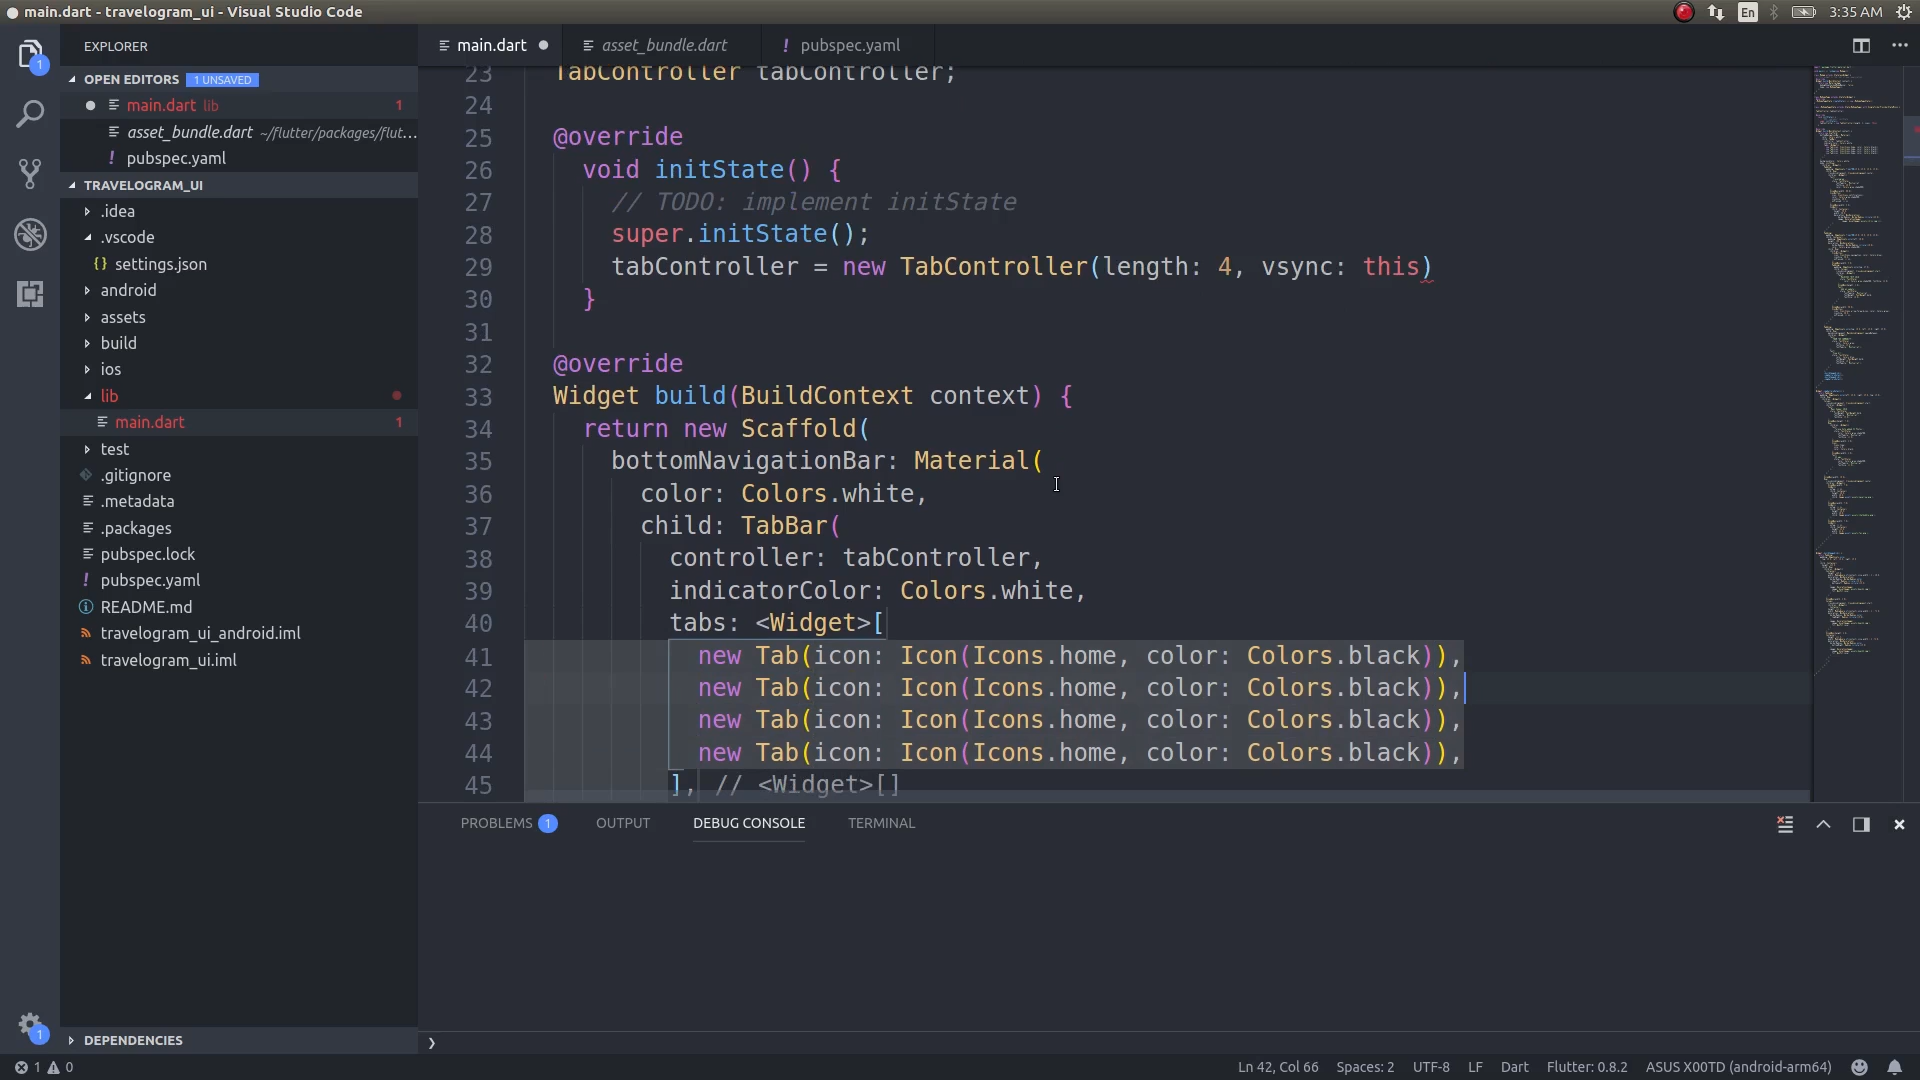 main.dart - travelogram_ui - Visual Studio Code
En
3:35 AM
1
EXPLORER
OPEN EDITORS 1 UNSAVED
main.dart lib 1
asset_bundle.dart ~/flutter/packages/flut...
! pubspec.yaml
TRAVELOGRAM_UI
.idea
.vscode
{} settings.json
android
assets
build
ios
lib
main.dart 1
test
.gitignore
.metadata
.packages
pubspec.lock
! pubspec.yaml
README.md
travelogram_ui_android.iml
travelogram_ui.iml
DEPENDENCIES
1
main.dart
asset_bundle.dart
! pubspec.yaml
23 TabController tabController;
24
25 @override
26 void initState() {
27 // TODO: implement initState
28 super.initState();
29 tabController = new TabController(length: 4, vsync: this)
30 }
31
32 @override
33 Widget build(BuildContext context) {
34 return new Scaffold(
35 bottomNavigationBar: Material(
36 color: Colors.white,
37 child: TabBar(
38 controller: tabController,
39 indicatorColor: Colors.white,
40 tabs: <Widget>[
41 new Tab(icon: Icon(Icons.home, color: Colors.black)),
42 new Tab(icon: Icon(Icons.home, color: Colors.black)),
43 new Tab(icon: Icon(Icons.home, color: Colors.black)),
44 new Tab(icon: Icon(Icons.home, color: Colors.black)),
45 ], // <Widget>[]
PROBLEMS 1 OUTPUT DEBUG CONSOLE TERMINAL
1 0
Ln 42, Col 66 Spaces: 2 UTF-8 LF Dart Flutter: 0.8.2 ASUS X00TD (android-arm64)